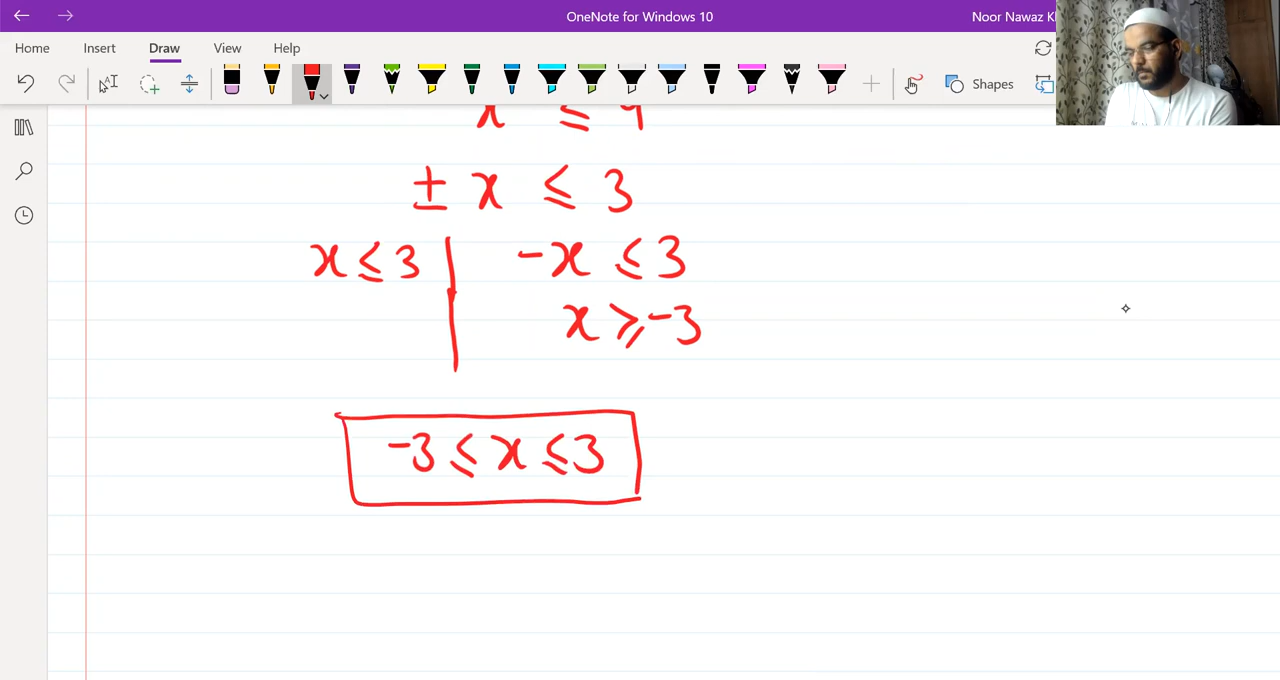 OneNote for Windows 10
Noor Nawaz
Home Insert Draw View Help
Shapes
± x ≤ 3
x ≤ 3 -x ≤ 3
x ≥ -3
-3 ≤ x ≤ 3